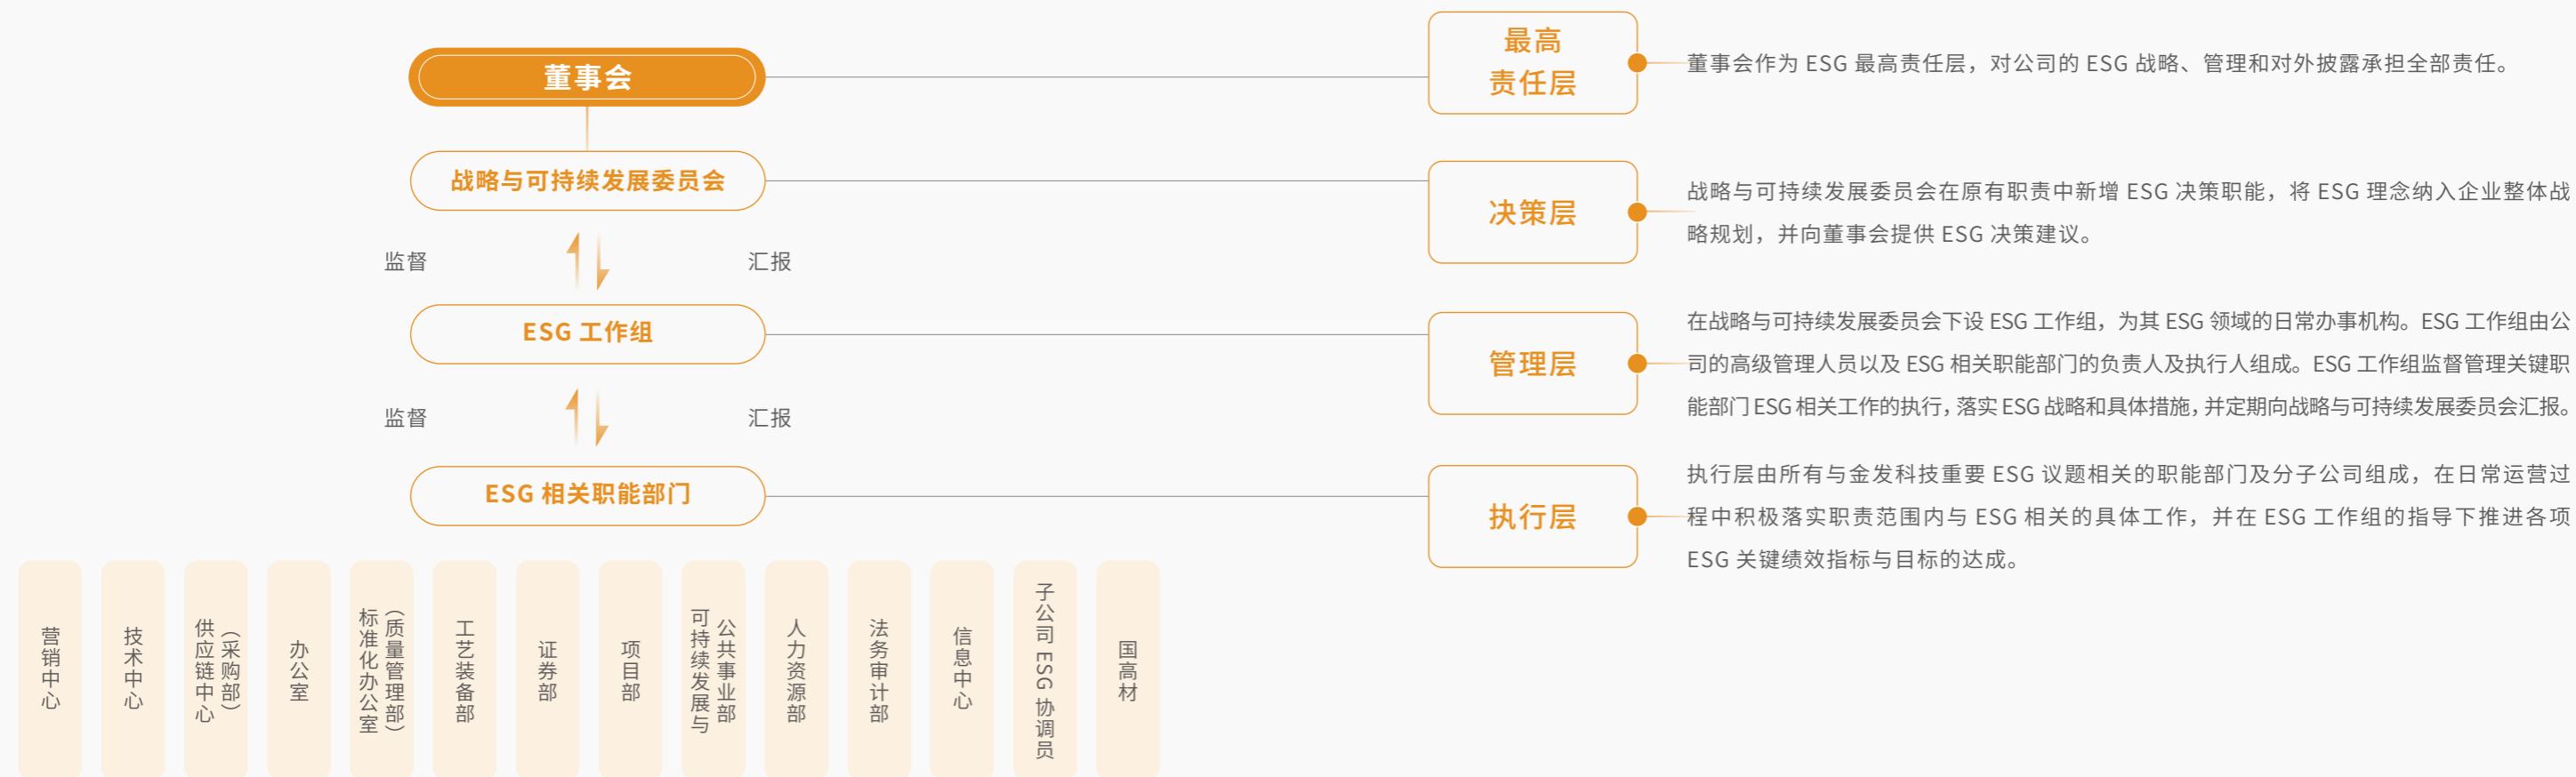 董事会
最高
责任层
董事会作为 ESG 最高责任层，对公司的 ESG 战略、管理和对外披露承担全部责任。
战略与可持续发展委员会
决策层
战略与可持续发展委员会在原有职责中新增 ESG 决策职能，将 ESG 理念纳入企业整体战
略规划，并向董事会提供 ESG 决策建议。
监督
汇报
ESG 工作组
管理层
在战略与可持续发展委员会下设 ESG 工作组，为其 ESG 领域的日常办事机构。ESG 工作组由公
司的高级管理人员以及 ESG 相关职能部门的负责人及执行人组成。ESG 工作组监督管理关键职
能部门 ESG 相关工作的执行，落实 ESG 战略和具体措施，并定期向战略与可持续发展委员会汇报。
监督
汇报
ESG 相关职能部门
执行层
执行层由所有与金发科技重要 ESG 议题相关的职能部门及分子公司组成，在日常运营过
程中积极落实职责范围内与 ESG 相关的具体工作，并在 ESG 工作组的指导下推进各项
ESG 关键绩效指标与目标的达成。
营销中心
技术中心
供应链中心
（采购部）
办公室
标准化办公室
（质量管理部）
工艺装备部
证券部
项目部
可持续发展与
公共事业部
人力资源部
法务审计部
信息中心
子公司 ESG 协调员
国高材